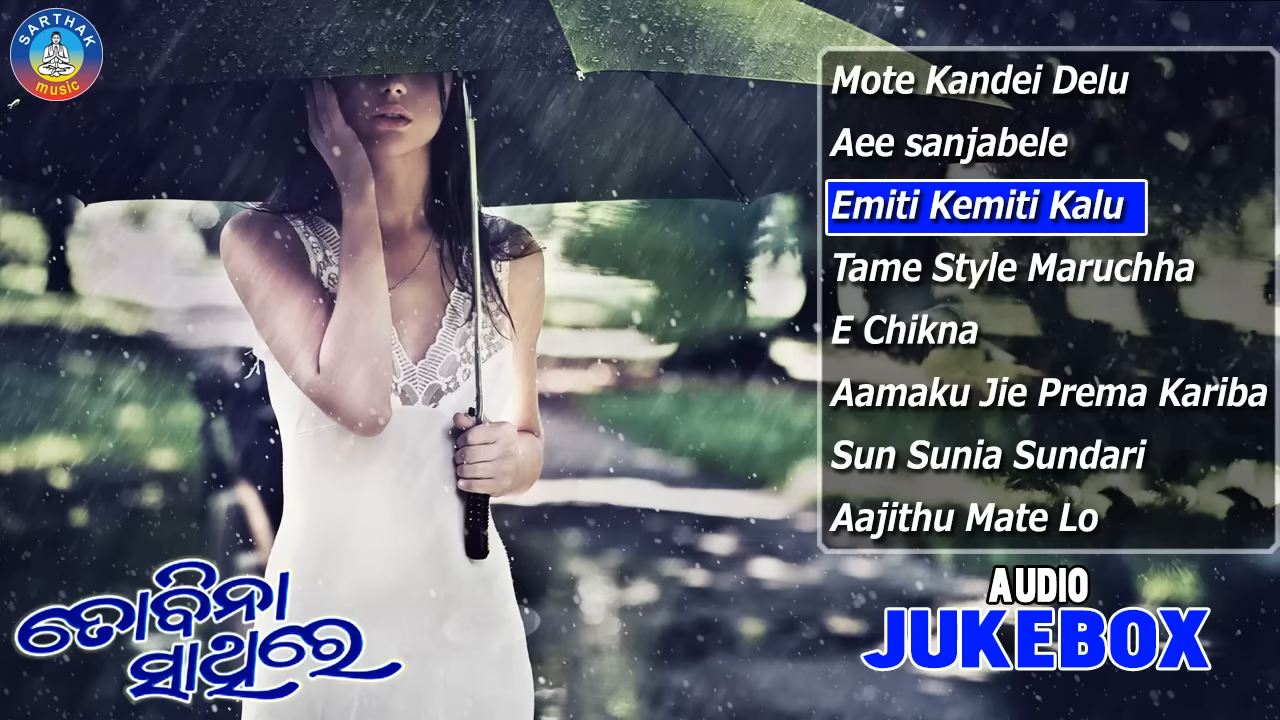 SARTHAK
music
Mote Kandei Delu
Aee sanjabele
Emiti Kemiti Kalu
Tame Style Maruchha
E Chikna
Aamaku Jie Prema Kariba
Sun Sunia Sundari
Aajithu Mate Lo
ତୋବିନା
ସାଥିରେ
AUDIO
JUKEBOX